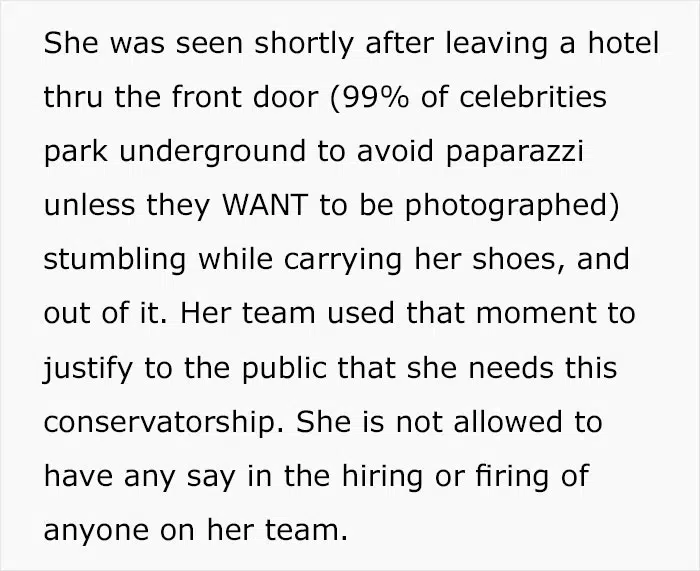 She was seen shortly after leaving a hotel
thru the front door (99% of celebrities
park underground to avoid paparazzi
unless they WANT to be photographed)
stumbling while carrying her shoes, and
out of it. Her team used that moment to
justify to the public that she needs this
conservatorship. She is not allowed to
have any say in the hiring or firing of
anyone on her team.